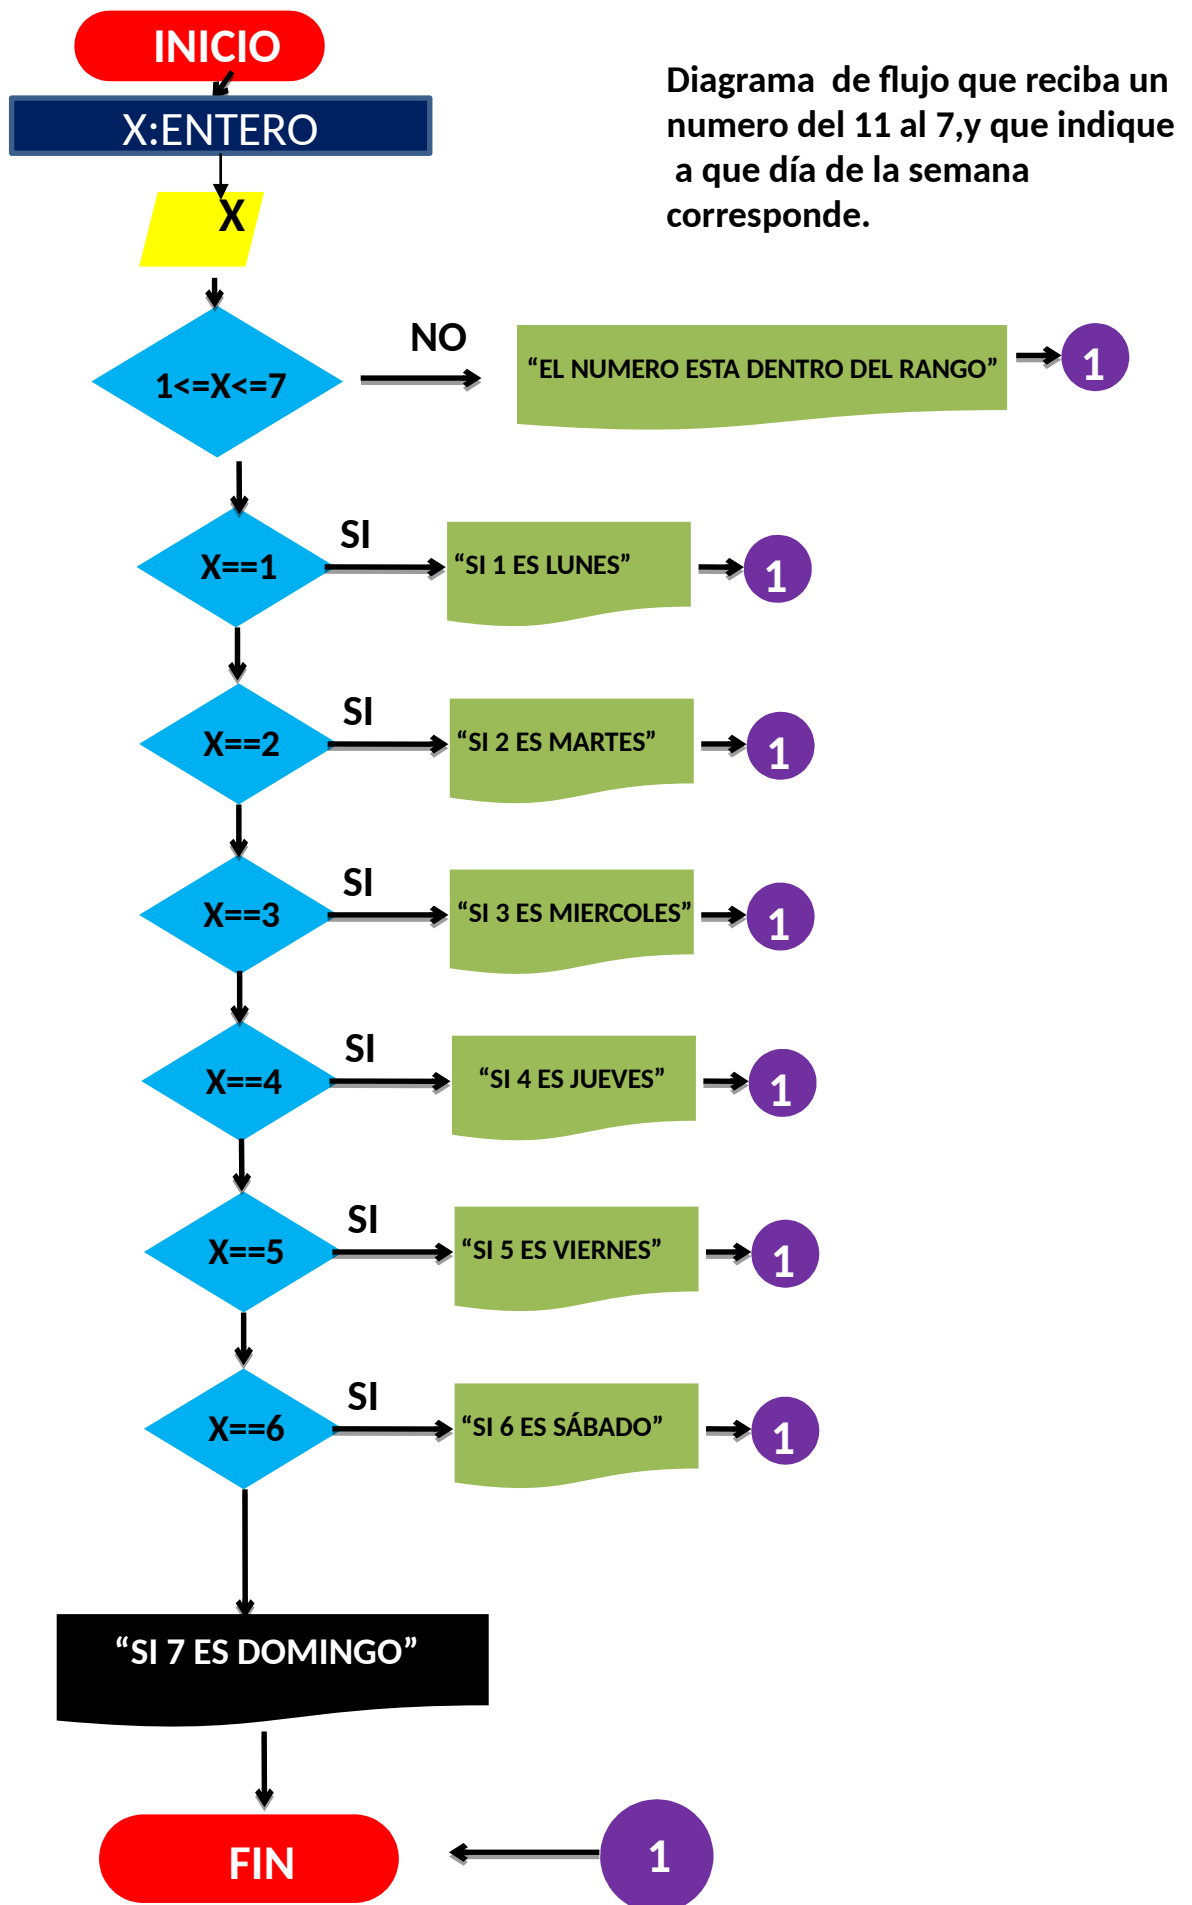 INICIO
Diagrama de flujo que reciba un
numero del 11 al 7,y que indique
a que día de la semana
corresponde.
X:ENTERO
X
NO
1<=X<=7
“EL NUMERO ESTA DENTRO DEL RANGO”
1
SI
X==1
“SI 1 ES LUNES”
1
SI
X==2
“SI 2 ES MARTES”
1
SI
X==3
“SI 3 ES MIERCOLES”
1
SI
X==4
“SI 4 ES JUEVES”
1
SI
X==5
“SI 5 ES VIERNES”
1
SI
X==6
“SI 6 ES SÁBADO”
1
“SI 7 ES DOMINGO”
FIN
1